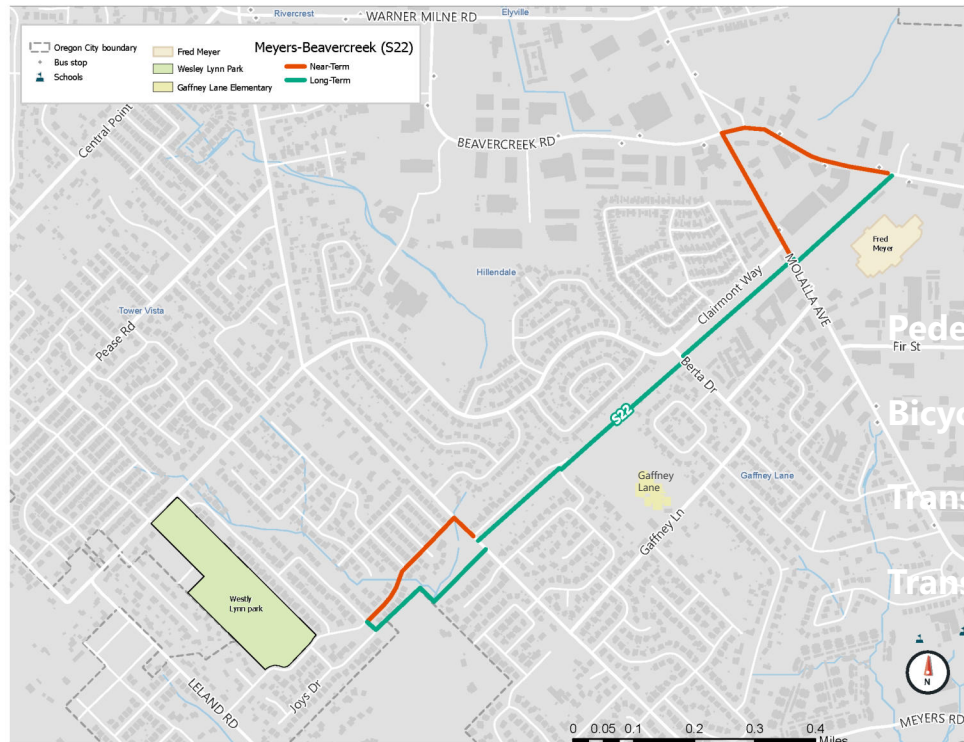 Rivercrest
Elyville
WARNER MILNE RD
Oregon City boundary
Bus stop
Schools
Fred Meyer
Wesley Lynn Park
Gaffney Lane Elementary
Meyers-Beavercreek (S22)
Near-Term
Long-Term
Central Point
BEAVERCREEK RD
Fred
Meyer
Hillendale
Clairmont Way
MOLALLA AVE
Tower Vista
Pease Rd
Pede
Fir St
Berta Dr
S22
Bicyc
Gaffney
Lane
Gaffney Lane
Trans
Gaffney Ln
Trans
Westly
Lynn park
LELAND RD
Joys Dr
N
MEYERS RD
0 0.05 0.1 0.2 0.3 0.4
Miles